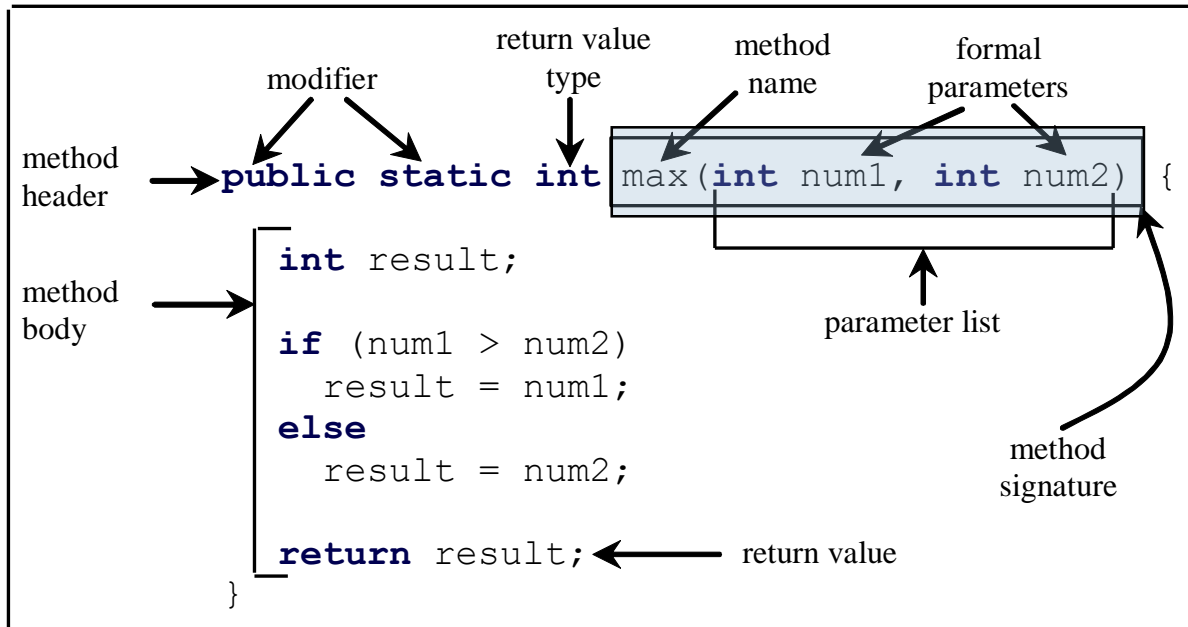 return value
type
method
name
formal
parameters
modifier
method
header
public static int max(int num1, int num2) {
method
body
int result;
if (num1 > num2)
result = num1;
else
result = num2;
return result;
}
parameter list
method
signature
return value